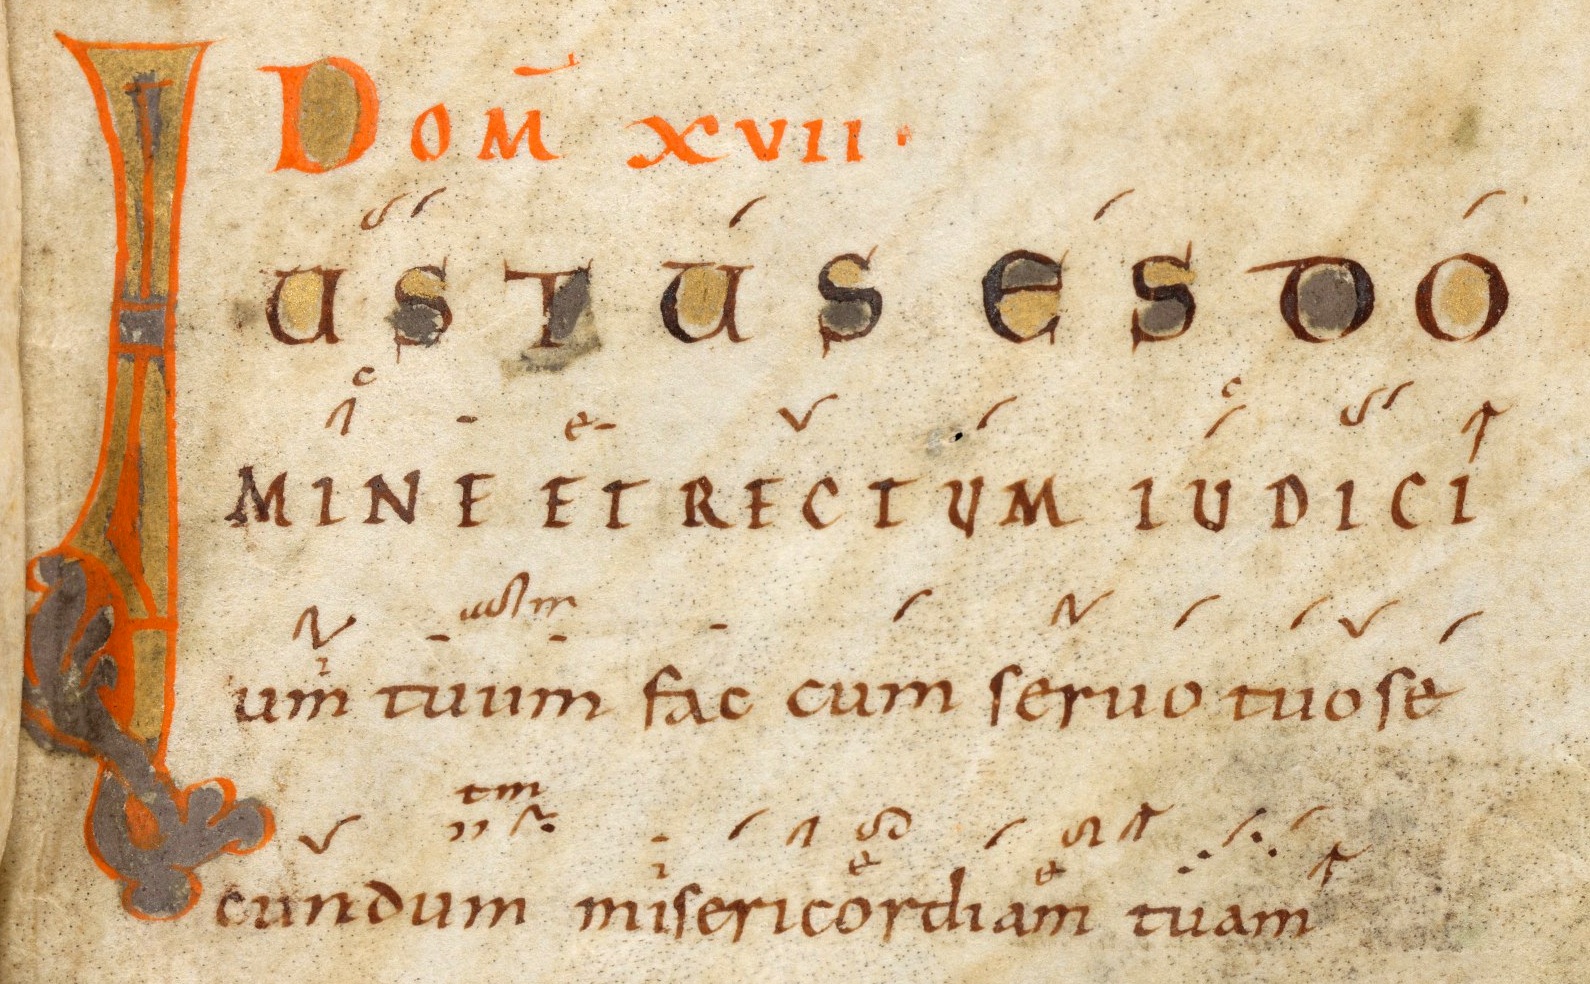 Dom̄ XVII·
IUSTUS ES DO
MINE ET RECTUM IUDICI
um tuum fac cum seruo tuo se
cundum misericordiam tuam